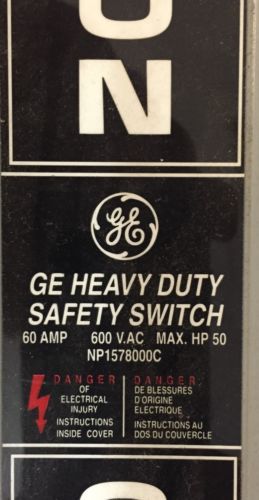 O
N
GE
GE HEAVY DUTY
SAFETY SWITCH
60 AMP 600 V.AC MAX. HP 50
NP1578000C
DANGER
OF
ELECTRICAL
INJURY
INSTRUCTIONS
INSIDE COVER
DANGER
DE BLESSURES
D'ORIGINE
ELECTRIQUE
INSTRUCTIONS AU
DOS DU COUVERCLE